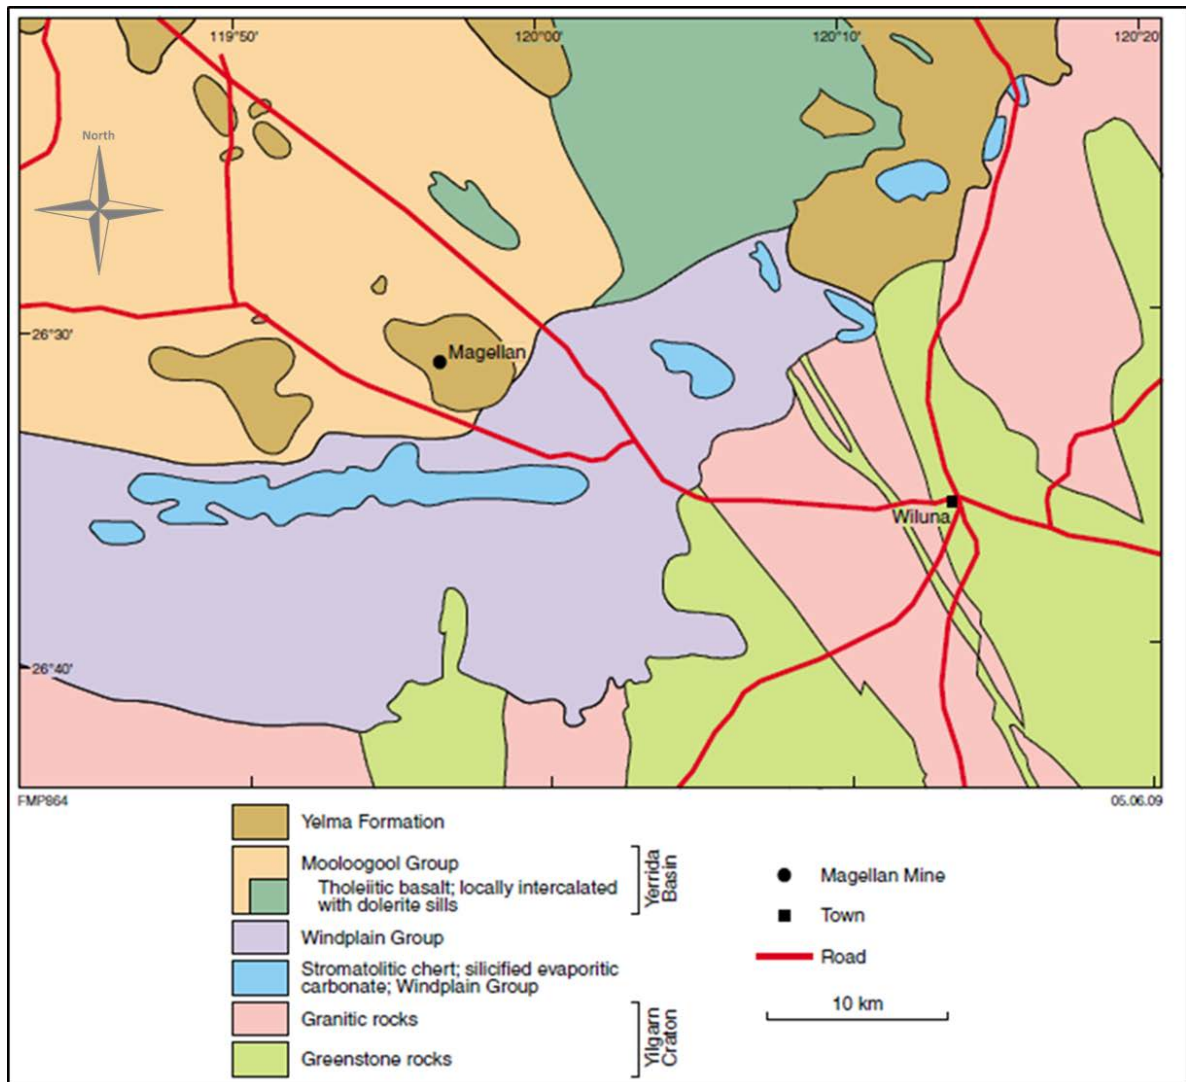 119°50'
120°00'
120°10'
120°20
North
26°30'
Magellan
Wiluna
26°40'
FMP864
05.06.09
Yelma Formation
Mooloogool Group
Tholeiitic basalt; locally intercalated
with dolerite sills
Yerrida
Basin
Windplain Group
Stromatolitic chert; silicified evaporitic
carbonate; Windplain Group
Granitic rocks
Greenstone rocks
Yilgarn
Craton
Magellan Mine
Town
Road
10 km